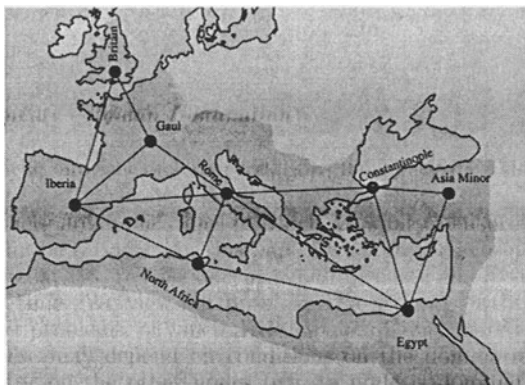 Britain
Gaul
Rome
Constantinople
Iberia
Asia Minor
North Africa
Egypt